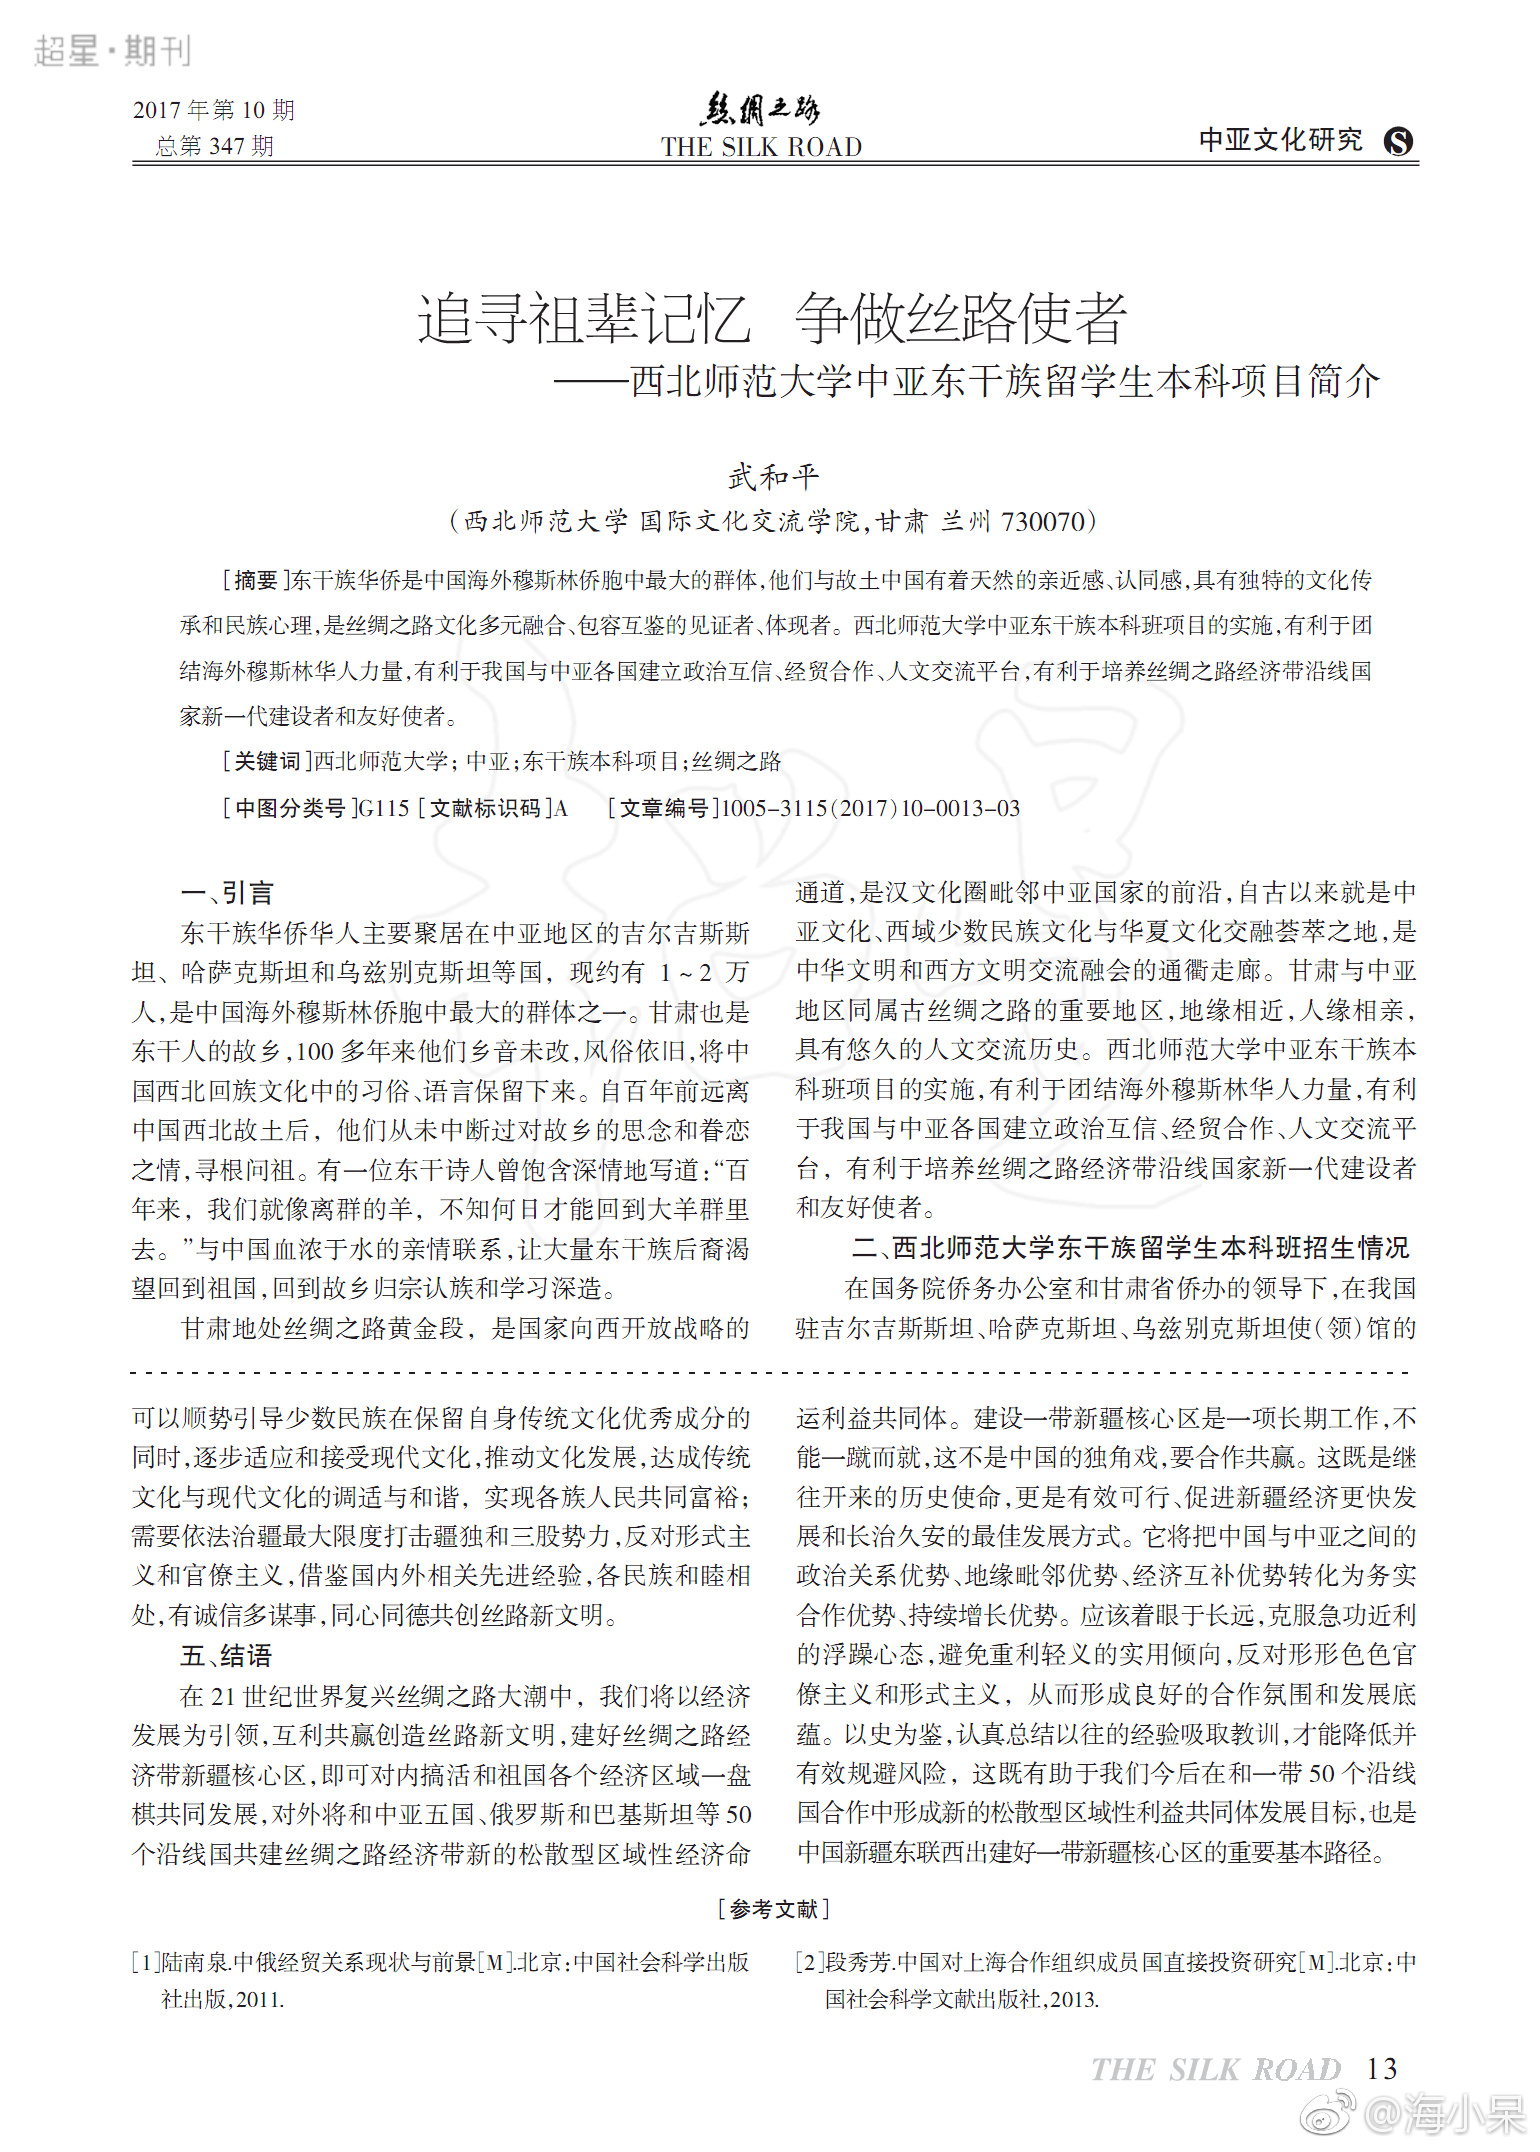 超星·期刊
2017 年第 10 期
总第 347 期
丝绸之路
THE SILK ROAD
中亚文化研究 S
追寻祖辈记忆 争做丝路使者
——西北师范大学中亚东干族留学生本科项目简介
武和平
(西北师范大学 国际文化交流学院,甘肃 兰州 730070)
[摘要]东干族华侨是中国海外穆斯林侨胞中最大的群体,他们与故土中国有着天然的亲近感、认同感,具有独特的文化传
承和民族心理,是丝绸之路文化多元融合、包容互鉴的见证者、体现者。西北师范大学中亚东干族本科班项目的实施,有利于团
结海外穆斯林华人力量,有利于我国与中亚各国建立政治互信、经贸合作、人文交流平台,有利于培养丝绸之路经济带沿线国
家新一代建设者和友好使者。
[关键词]西北师范大学; 中亚;东干族本科项目;丝绸之路
[中图分类号]G115 [文献标识码]A [文章编号]1005-3115(2017)10-0013-03
一、引言
东干族华侨华人主要聚居在中亚地区的吉尔吉斯斯
坦、哈萨克斯坦和乌兹别克斯坦等国，现约有 1~2 万
人,是中国海外穆斯林侨胞中最大的群体之一。甘肃也是
东干人的故乡,100 多年来他们乡音未改,风俗依旧,将中
国西北回族文化中的习俗、语言保留下来。自百年前远离
中国西北故土后，他们从未中断过对故乡的思念和眷恋
之情,寻根问祖。有一位东干诗人曾饱含深情地写道:“百
年来，我们就像离群的羊，不知何日才能回到大羊群里
去。”与中国血浓于水的亲情联系,让大量东干族后裔渴
望回到祖国,回到故乡归宗认族和学习深造。
甘肃地处丝绸之路黄金段，是国家向西开放战略的
通道,是汉文化圈毗邻中亚国家的前沿,自古以来就是中
亚文化、西域少数民族文化与华夏文化交融荟萃之地,是
中华文明和西方文明交流融会的通衢走廊。甘肃与中亚
地区同属古丝绸之路的重要地区,地缘相近,人缘相亲,
具有悠久的人文交流历史。西北师范大学中亚东干族本
科班项目的实施,有利于团结海外穆斯林华人力量,有利
于我国与中亚各国建立政治互信、经贸合作、人文交流平
台，有利于培养丝绸之路经济带沿线国家新一代建设者
和友好使者。
二、西北师范大学东干族留学生本科班招生情况
在国务院侨务办公室和甘肃省侨办的领导下,在我国
驻吉尔吉斯斯坦、哈萨克斯坦、乌兹别克斯坦使(领)馆的
可以顺势引导少数民族在保留自身传统文化优秀成分的
同时,逐步适应和接受现代文化,推动文化发展,达成传统
文化与现代文化的调适与和谐，实现各族人民共同富裕;
需要依法治疆最大限度打击疆独和三股势力,反对形式主
义和官僚主义,借鉴国内外相关先进经验,各民族和睦相
处,有诚信多谋事,同心同德共创丝路新文明。
五、结语
在 21 世纪世界复兴丝绸之路大潮中，我们将以经济
发展为引领,互利共赢创造丝路新文明,建好丝绸之路经
济带新疆核心区,即可对内搞活和祖国各个经济区域一盘
棋共同发展,对外将和中亚五国、俄罗斯和巴基斯坦等 50
个沿线国共建丝绸之路经济带新的松散型区域性经济命
运利益共同体。建设一带新疆核心区是一项长期工作,不
能一蹴而就,这不是中国的独角戏,要合作共赢。这既是继
往开来的历史使命,更是有效可行、促进新疆经济更快发
展和长治久安的最佳发展方式。它将把中国与中亚之间的
政治关系优势、地缘毗邻优势、经济互补优势转化为务实
合作优势、持续增长优势。应该着眼于长远,克服急功近利
的浮躁心态,避免重利轻义的实用倾向,反对形形色色官
僚主义和形式主义，从而形成良好的合作氛围和发展底
蕴。以史为鉴,认真总结以往的经验吸取教训,才能降低并
有效规避风险，这既有助于我们今后在和一带 50 个沿线
国合作中形成新的松散型区域性利益共同体发展目标,也是
中国新疆东联西出建好一带新疆核心区的重要基本路径。
[参考文献]
[1]陆南泉.中俄经贸关系现状与前景[M].北京:中国社会科学出版
社出版,2011.
[2]段秀芳.中国对上海合作组织成员国直接投资研究[M].北京:中
国社会科学文献出版社,2013.
THE SILK ROAD 13
@海小呆